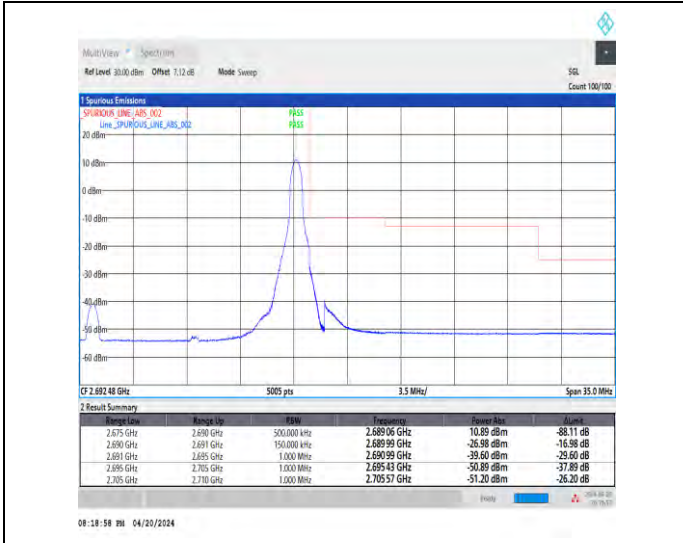 MultiView Spectrum
Ref Level 30.00 dBm Offset 7.12 dB Mode Sweep SGL
Count 100/100
1 Spurious Emissions
_SPURIOUS_LINE_ABS_002 PASS
Line _SPURIOUS_LINE_ABS_002 PASS
20 dBm
10 dBm
0 dBm
-10 dBm
-20 dBm
-30 dBm
-40 dBm
-50 dBm
-60 dBm
CF 2.692 48 GHz 5005 pts 3.5 MHz/ Span 35.0 MHz
2 Result Summary
Range Low Range Up RBW Frequency Power Abs ΔLimit
2.675 GHz 2.690 GHz 500.000 kHz 2.689 06 GHz 10.89 dBm -88.11 dB
2.690 GHz 2.691 GHz 150.000 kHz 2.689 99 GHz -26.98 dBm -16.98 dB
2.691 GHz 2.695 GHz 1.000 MHz 2.690 99 GHz -39.60 dBm -29.60 dB
2.695 GHz 2.705 GHz 1.000 MHz 2.695 43 GHz -50.89 dBm -37.89 dB
2.705 GHz 2.710 GHz 1.000 MHz 2.705 57 GHz -51.20 dBm -26.20 dB
08:18:58 PM 04/20/2024